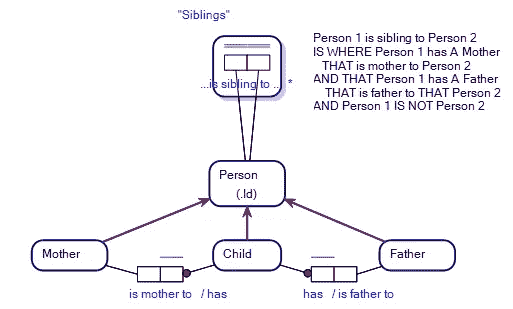 "Siblings"
Person 1 is sibling to Person 2
IS WHERE Person 1 has A Mother
THAT is mother to Person 2
AND THAT Person 1 has A Father
THAT is father to THAT Person 2
AND Person 1 IS NOT Person 2
...is sibling to ... *
Person
(.Id)
Mother
Child
Father
is mother to / has
has / is father to